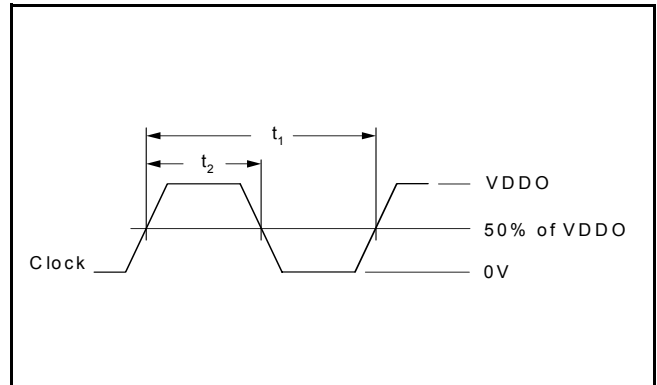 t1
t2
VDDO
50% of VDDO
Clock
0V